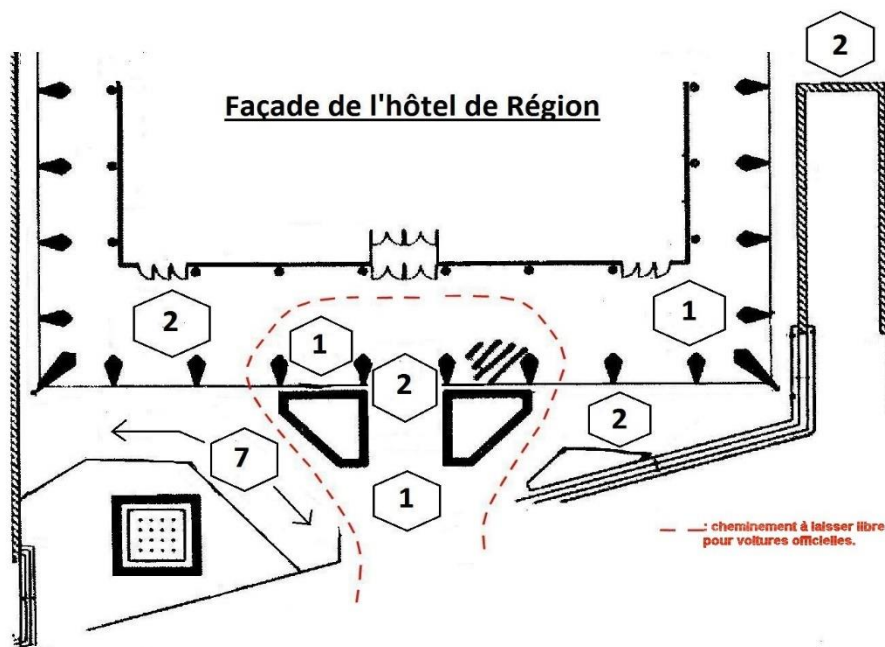 2
Façade de l'hôtel de Région
2
1
1
2
2
7
1
: cheminement à laisser libre
pour voitures officielles.